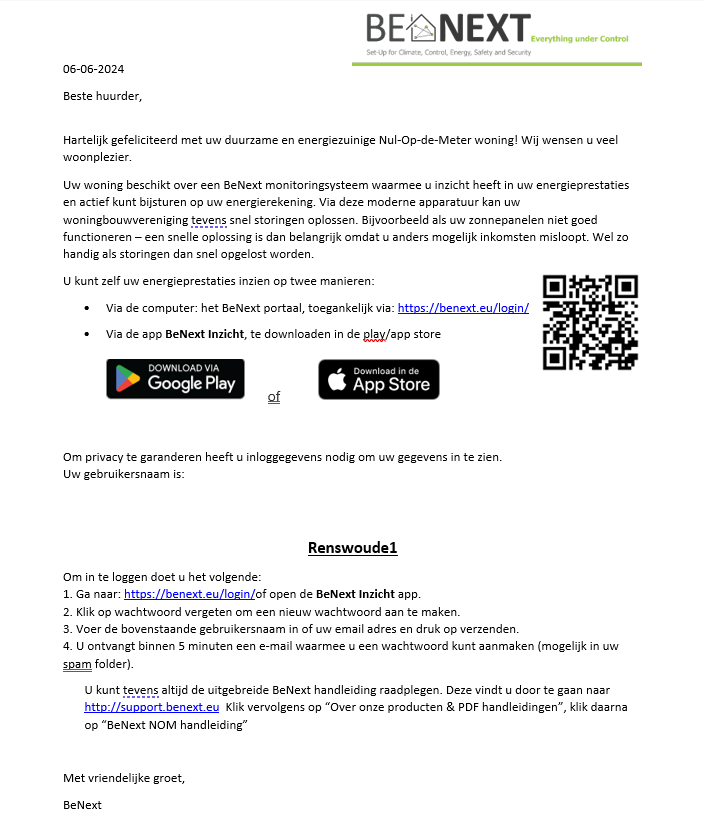 BENEXT Everything under Control
Set-Up for Climate, Control, Energy, Safety and Security
06-06-2024
Beste huurder,
Hartelijk gefeliciteerd met uw duurzame en energiezuinige Nul-Op-de-Meter woning! Wij wensen u veel
woonplezier.
Uw woning beschikt over een BeNext monitoringsysteem waarmee u inzicht heeft in uw energieprestaties
en actief kunt bijsturen op uw energierekening. Via deze moderne apparatuur kan uw
woningbouwvereniging tevens snel storingen oplossen. Bijvoorbeeld als uw zonnepanelen niet goed
functioneren – een snelle oplossing is dan belangrijk omdat u anders mogelijk inkomsten misloopt. Wel zo
handig als storingen dan snel opgelost worden.
U kunt zelf uw energieprestaties inzien op twee manieren:
• Via de computer: het BeNext portaal, toegankelijk via: https://benext.eu/login/
• Via de app BeNext Inzicht, te downloaden in de play/app store
DOWNLOAD VIA
Google Play
of
Download in de
App Store
Om privacy te garanderen heeft u inloggegevens nodig om uw gegevens in te zien.
Uw gebruikersnaam is:
Renswoude1
Om in te loggen doet u het volgende:
1. Ga naar: https://benext.eu/login/of open de BeNext Inzicht app.
2. Klik op wachtwoord vergeten om een nieuw wachtwoord aan te maken.
3. Voer de bovenstaande gebruikersnaam in of uw email adres en druk op verzenden.
4. U ontvangt binnen 5 minuten een e-mail waarmee u een wachtwoord kunt aanmaken (mogelijk in uw
spam folder).
U kunt tevens altijd de uitgebreide BeNext handleiding raadplegen. Deze vindt u door te gaan naar
http://support.benext.eu Klik vervolgens op “Over onze producten & PDF handleidingen”, klik daarna
op “BeNext NOM handleiding”
Met vriendelijke groet,
BeNext